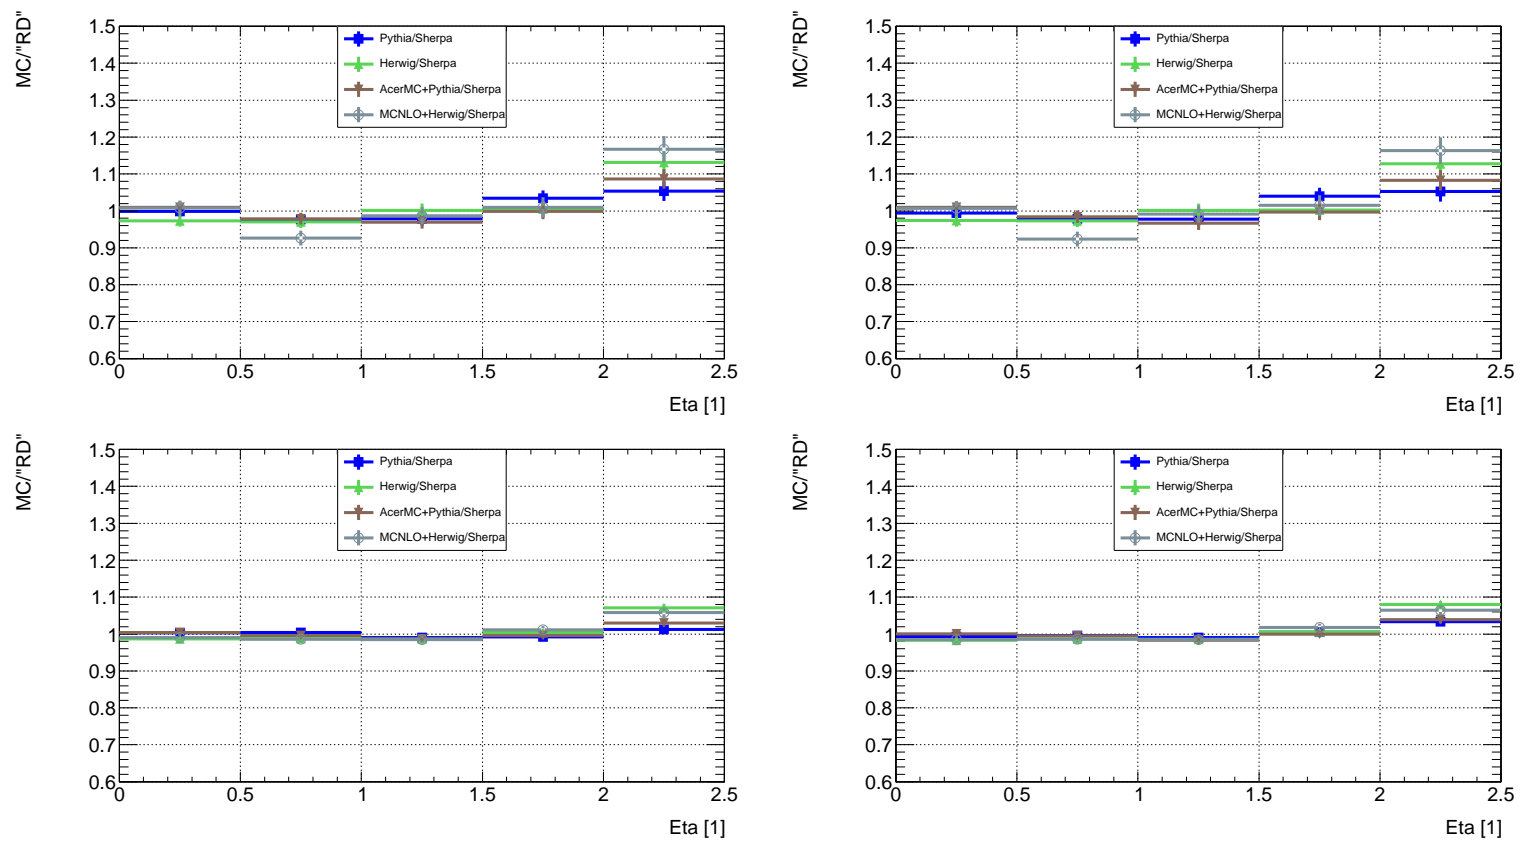 MC/"RD"
1.5
1.4
1.3
1.2
1.1
1
0.9
0.8
0.7
0.6
0 0.5 1 1.5 2 2.5
Eta [1]
Pythia/Sherpa
Herwig/Sherpa
AcerMC+Pythia/Sherpa
MCNLO+Herwig/Sherpa
MC/"RD"
1.5
1.4
1.3
1.2
1.1
1
0.9
0.8
0.7
0.6
0 0.5 1 1.5 2 2.5
Eta [1]
Pythia/Sherpa
Herwig/Sherpa
AcerMC+Pythia/Sherpa
MCNLO+Herwig/Sherpa
MC/"RD"
1.5
1.4
1.3
1.2
1.1
1
0.9
0.8
0.7
0.6
0 0.5 1 1.5 2 2.5
Eta [1]
Pythia/Sherpa
Herwig/Sherpa
AcerMC+Pythia/Sherpa
MCNLO+Herwig/Sherpa
MC/"RD"
1.5
1.4
1.3
1.2
1.1
1
0.9
0.8
0.7
0.6
0 0.5 1 1.5 2 2.5
Eta [1]
Pythia/Sherpa
Herwig/Sherpa
AcerMC+Pythia/Sherpa
MCNLO+Herwig/Sherpa